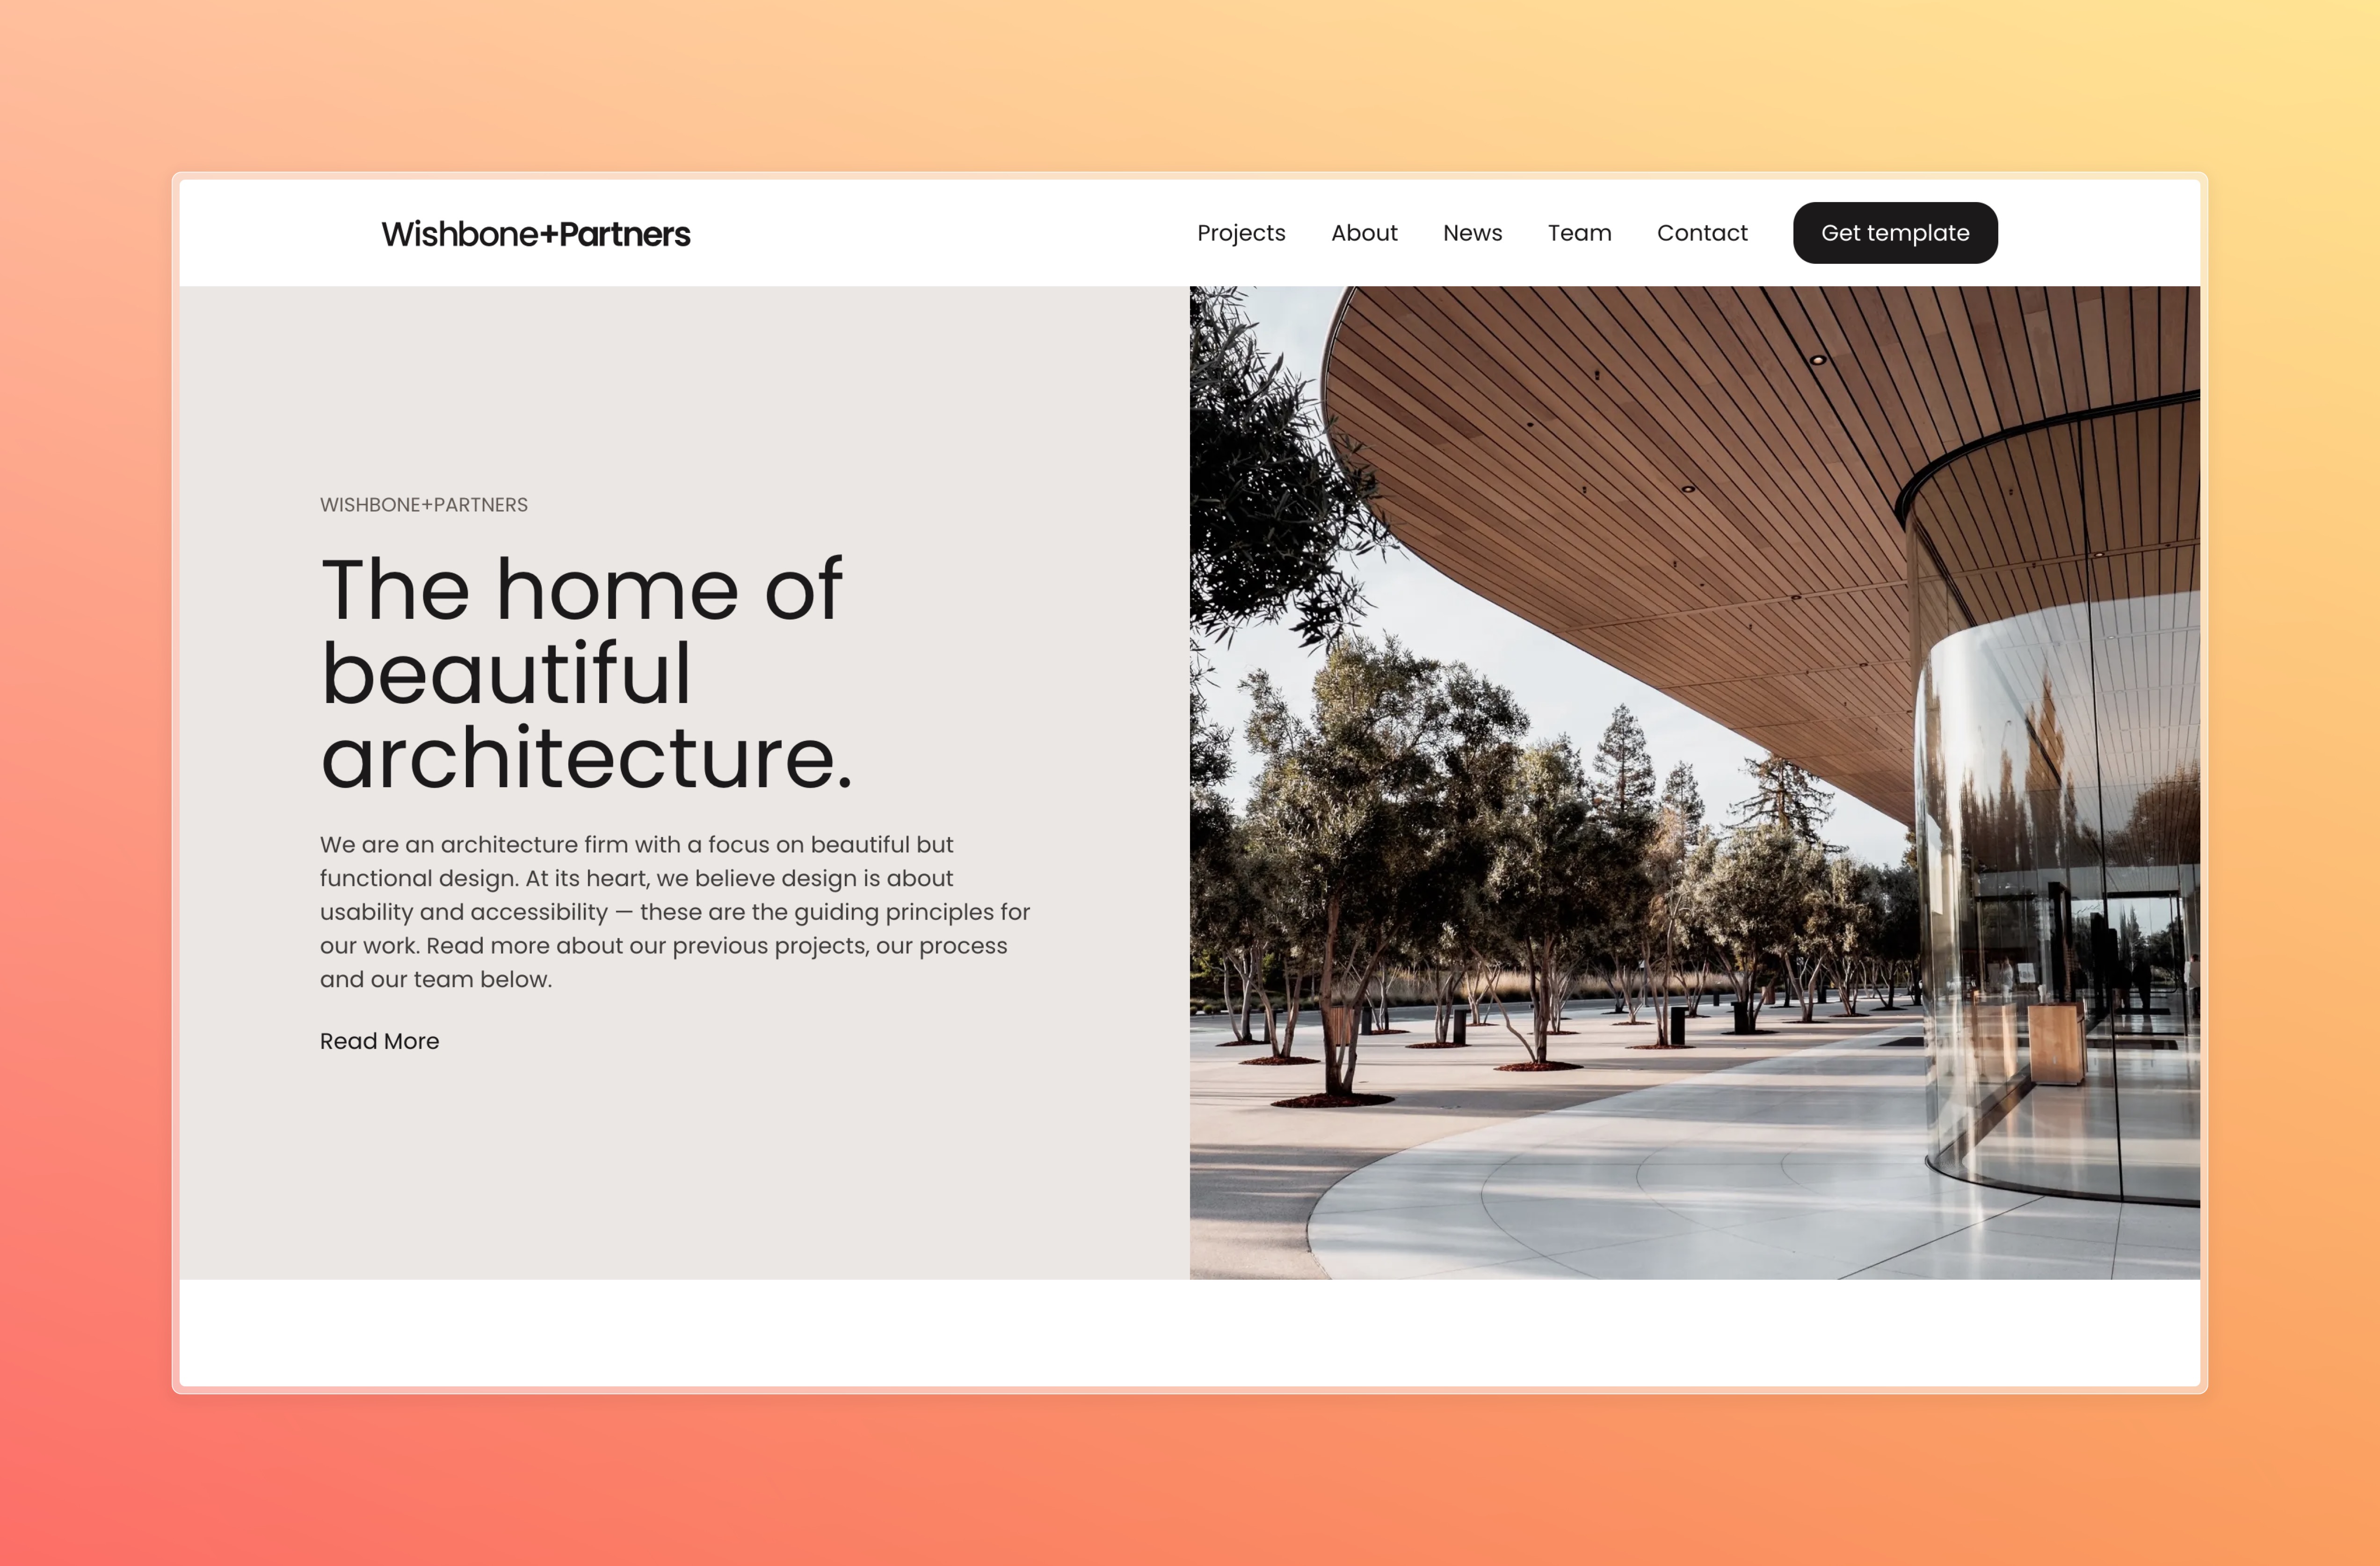 Wishbone+Partners
Projects About News Team Contact Get template
WISHBONE+PARTNERS
The home of
beautiful
architecture.
We are an architecture firm with a focus on beautiful but
functional design. At its heart, we believe design is about
usability and accessibility — these are the guiding principles for
our work. Read more about our previous projects, our process
and our team below.
Read More